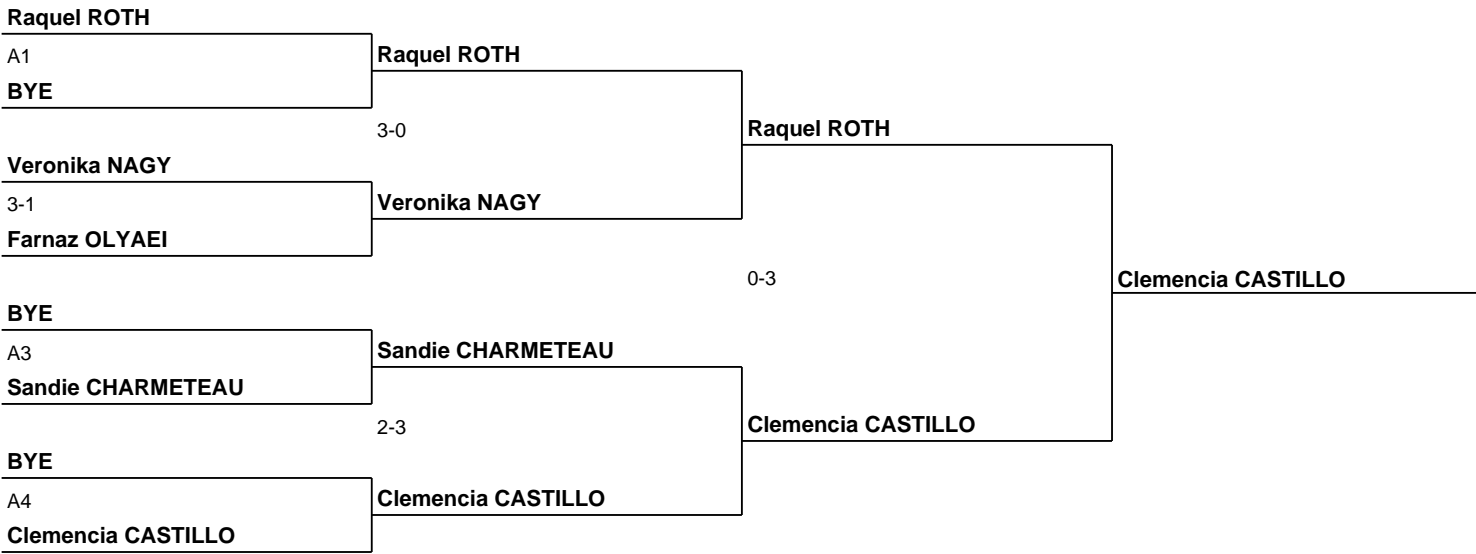 Raquel ROTH
A1
Raquel ROTH
BYE
3-0
Raquel ROTH
Veronika NAGY
3-1
Veronika NAGY
Farnaz OLYAEI
0-3
Clemencia CASTILLO
BYE
A3
Sandie CHARMETEAU
Sandie CHARMETEAU
2-3
Clemencia CASTILLO
BYE
A4
Clemencia CASTILLO
Clemencia CASTILLO